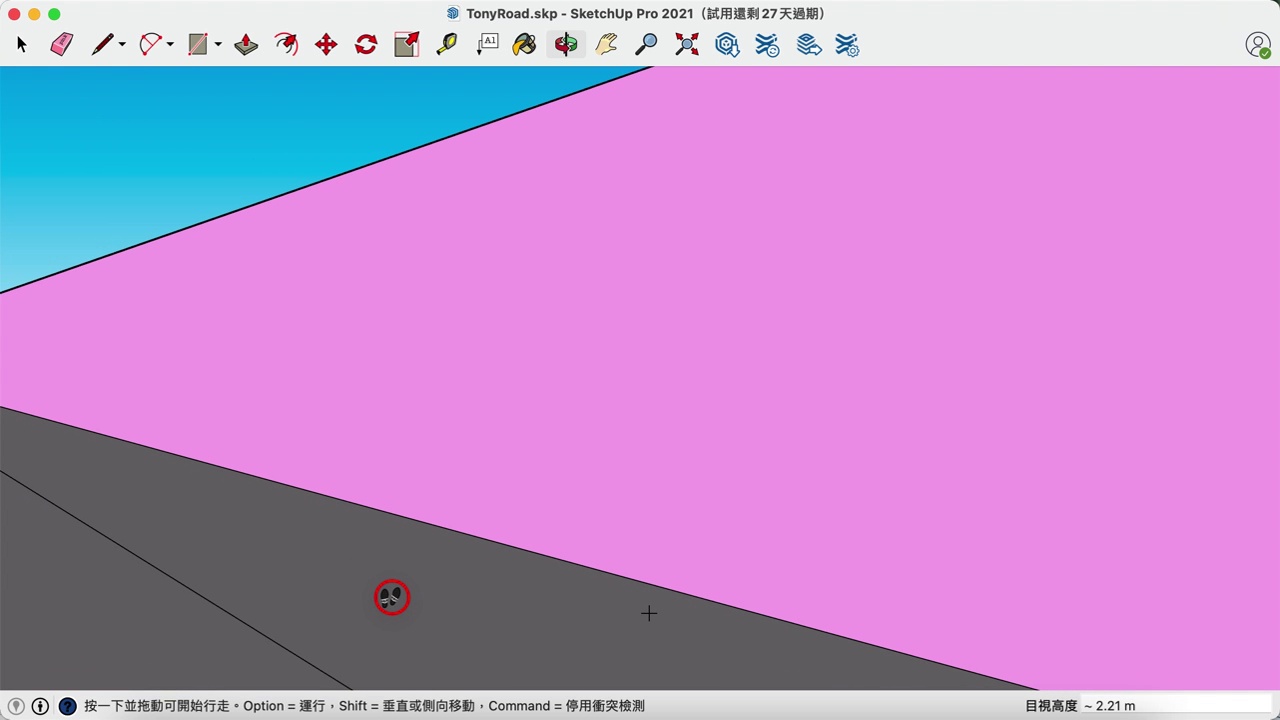 TonyRoad.skp - SketchUp Pro 2021（試用還剩 27 天過期）
A1
按一下並拖動可開始行走。Option = 運行，Shift = 垂直或側向移動，Command = 停用衝突檢測
目視高度 ~ 2.21 m